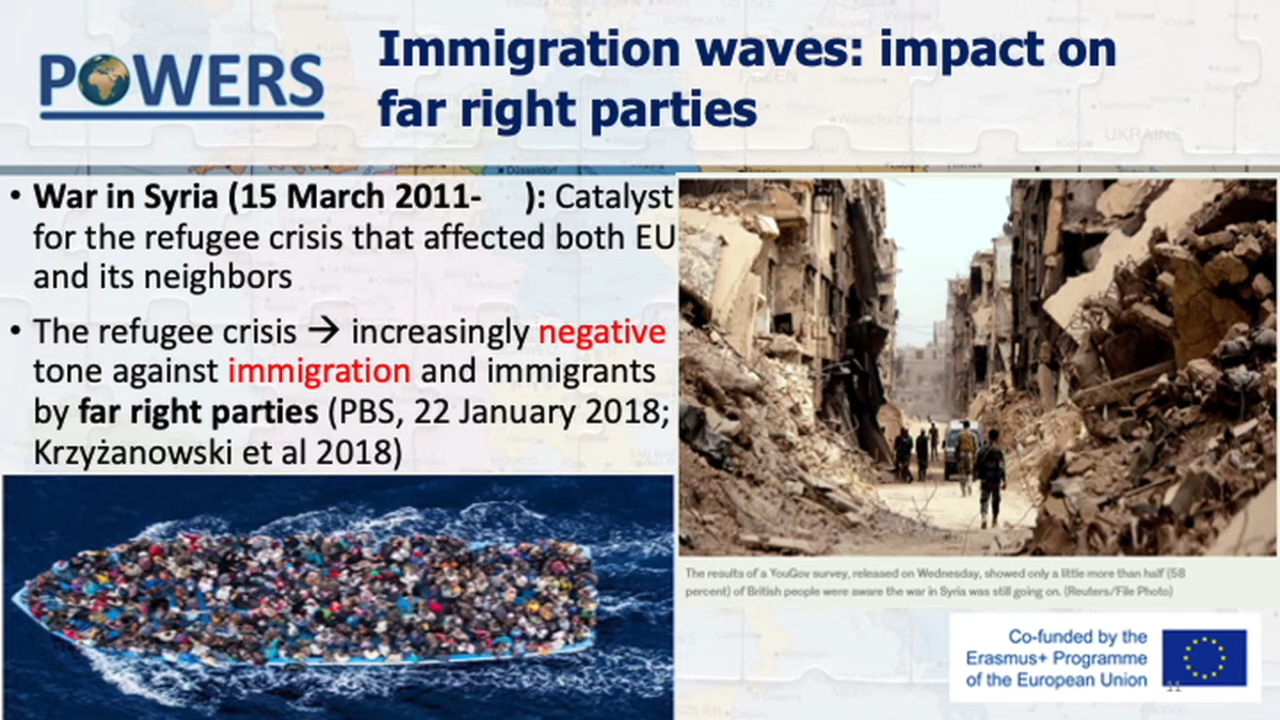 POWERS
Immigration waves: impact on
far right parties
• War in Syria (15 March 2011- ): Catalyst
for the refugee crisis that affected both EU
and its neighbors
• The refugee crisis → increasingly negative
tone against immigration and immigrants
by far right parties (PBS, 22 January 2018;
Krzyżanowski et al 2018)
The results of a YouGov survey, released on Wednesday, showed only a little more than half (58
percent) of British people were aware the war in Syria was still going on. (Reuters/File Photo)
Co-funded by the
Erasmus+ Programme
of the European Union
11
UKRAINE
Düsseldorf